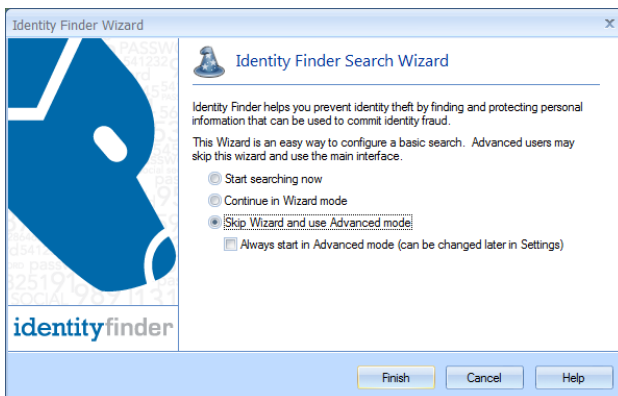 Identity Finder Wizard
x
Identity Finder Search Wizard
Identity Finder helps you prevent identity theft by finding and protecting personal
information that can be used to commit identity fraud.
This Wizard is an easy way to configure a basic search. Advanced users may
skip this wizard and use the main interface.
Start searching now
Continue in Wizard mode
Skip Wizard and use Advanced mode
Always start in Advanced mode (can be changed later in Settings)
PASSW
SOCIAL
identityfinder
Finish Cancel Help